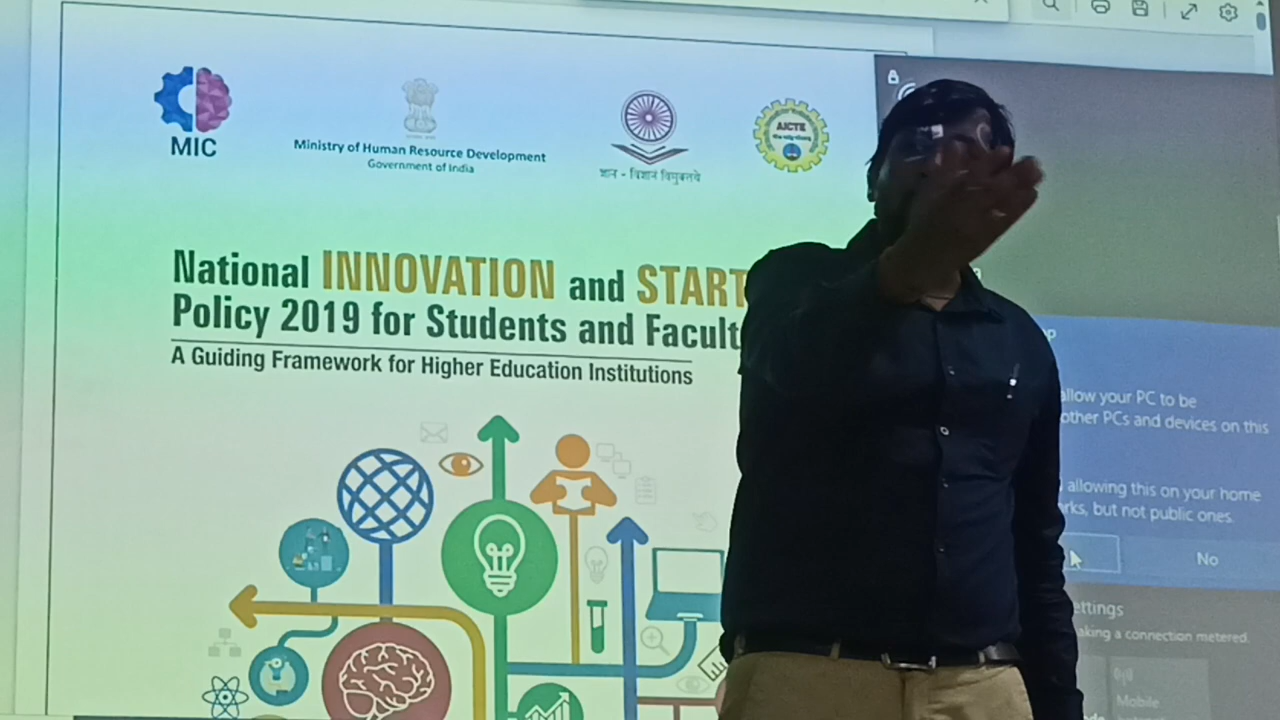 MIC
Ministry of Human Resource Development
Government of India
ज्ञान - विज्ञानं विमुक्तये
AICTE
National INNOVATION and START
Policy 2019 for Students and Facult
A Guiding Framework for Higher Education Institutions
allow your PC to be
other PCs and devices on this
allowing this on your home
rks, but not public ones.
No
ettings
aking a connection metered.
Mobile